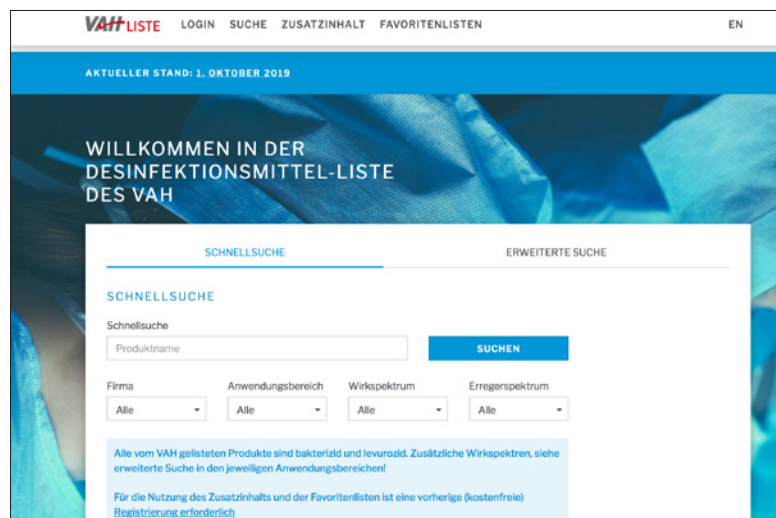 VAH LISTE LOGIN SUCHE ZUSATZINHALT FAVORITENLISTEN EN
AKTUELLER STAND: 1. OKTOBER 2019
WILLKOMMEN IN DER
DESINFEKTIONSMITTEL-LISTE
DES VAH
SCHNELLSUCHE ERWEITERTE SUCHE
SCHNELLSUCHE
Schnellsuche
Produktname SUCHEN
Firma Anwendungsbereich Wirkspektrum Erregerspektrum
Alle Alle Alle Alle
Alle vom VAH gelisteten Produkte sind bakterizid und levurozid. Zusätzliche Wirkspektren, siehe
erweiterte Suche in den jeweiligen Anwendungsbereichen!
Für die Nutzung des Zusatzinhalts und der Favoritenlisten ist eine vorherige (kostenfreie)
Registrierung erforderlich